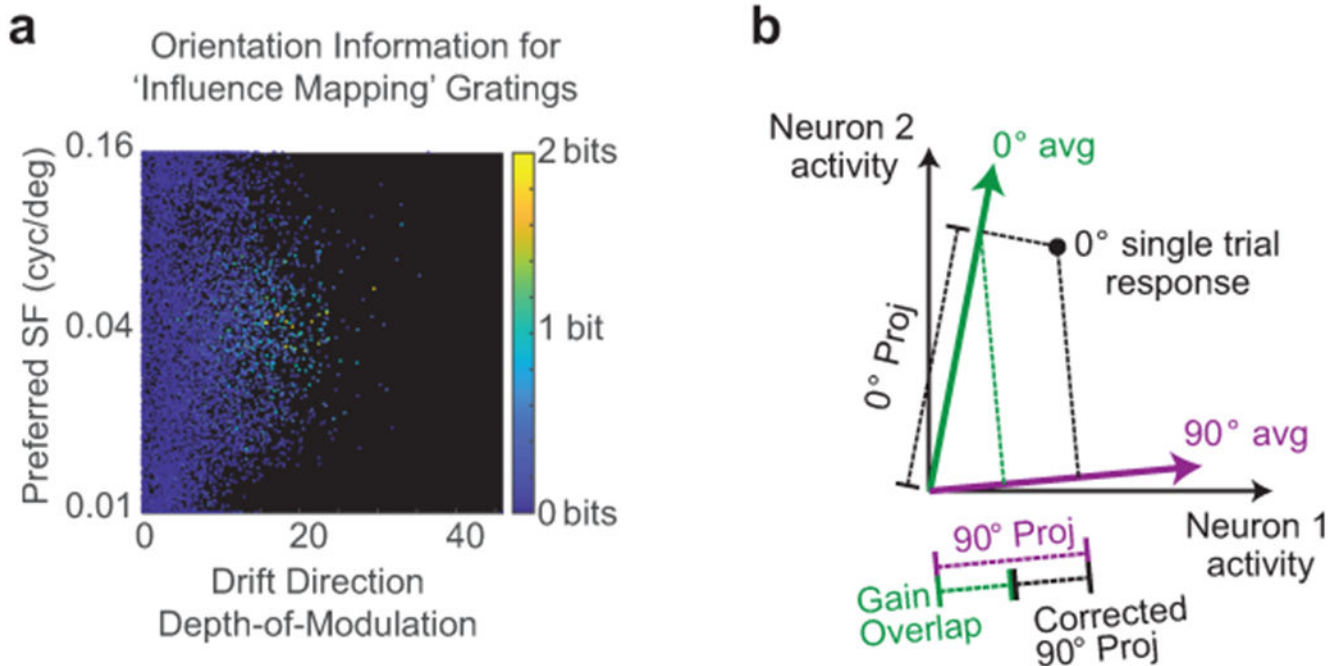 a
Orientation Information for
‘Influence Mapping’ Gratings
Preferred SF (cyc/deg)
0.16
0.04
0.01
0
20
40
Drift Direction
Depth-of-Modulation
2 bits
1 bit
0 bits
b
Neuron 2
activity
0° avg
0° single trial
response
0° Proj
90° avg
Neuron 1
activity
90° Proj
Gain
Overlap
Corrected
90° Proj